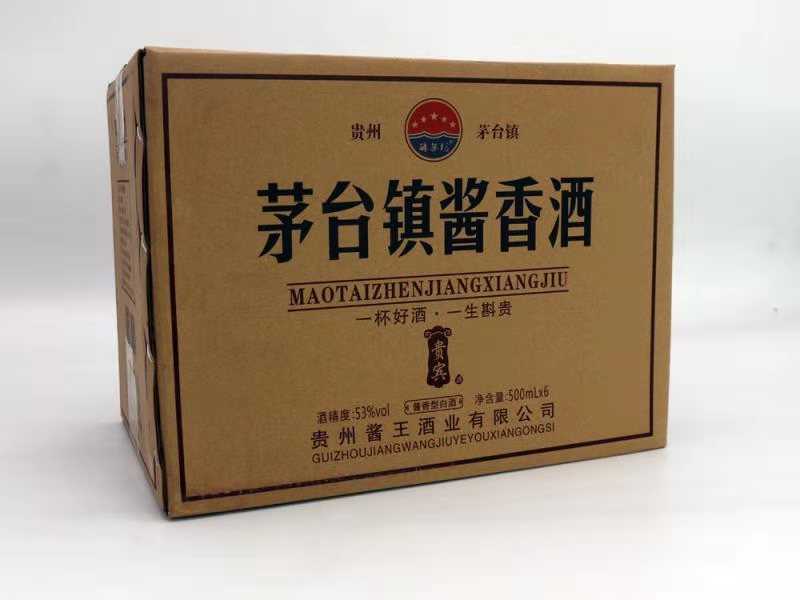 贵州 茅台镇
茅台镇酱香酒
MAOTAIZHENJIANGXIANGJIU
一杯好酒·一生斟贵
贵宾
酒精度:53%vol 酱香型白酒 净含量:500mLx6
贵州酱王酒业有限公司
GUIZHOUJIANGWANGJIUYEYOUXIANGONGSI